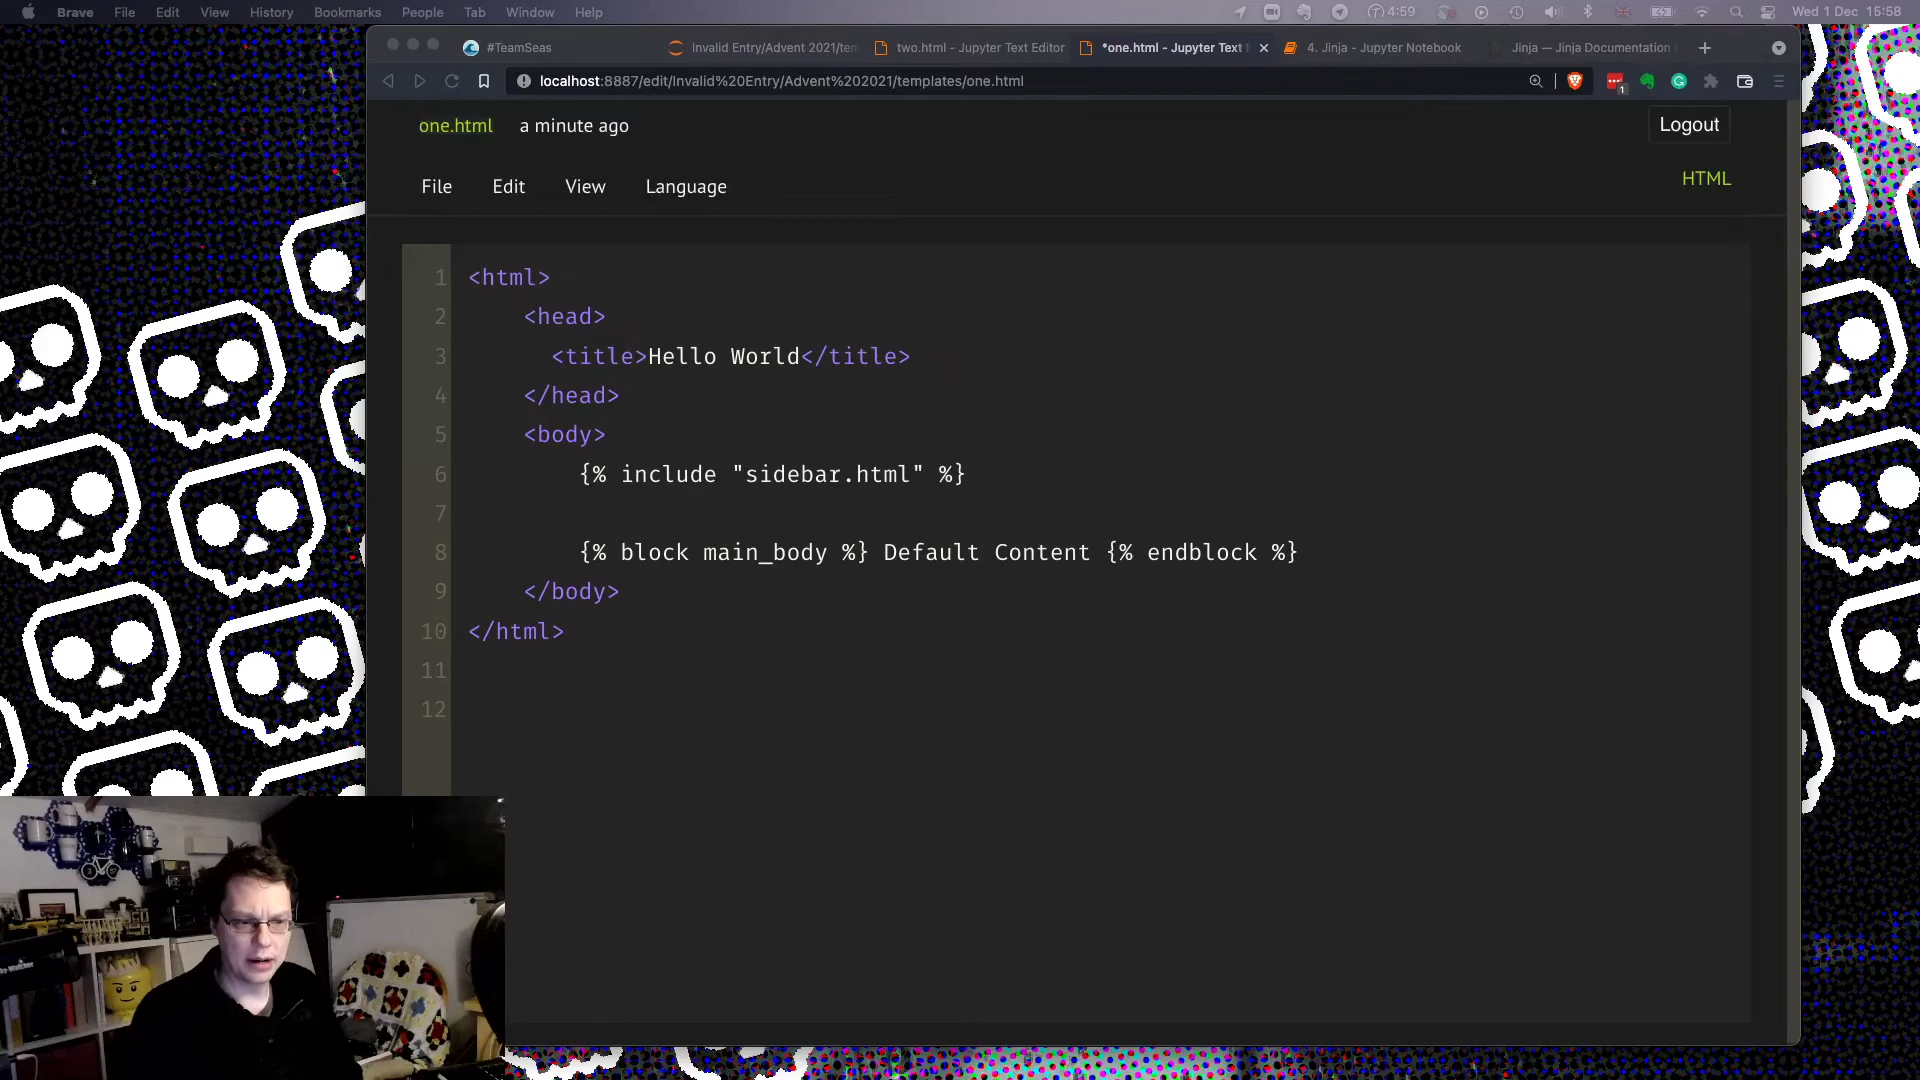 Brave File Edit View History Bookmarks People Tab Window Help 4:59 Wed 1 Dec 15:58
#TeamSeas Invalid Entry/Advent 2021/tem two.html - Jupyter Text Editor *one.html - Jupyter Text 4. Jinja - Jupyter Notebook Jinja — Jinja Documentation
localhost:8887/edit/Invalid%20Entry/Advent%202021/templates/one.html 1
one.html a minute ago Logout
File Edit View Language HTML
1 <html>
2 <head>
3 <title>Hello World</title>
4 </head>
5 <body>
6 {% include "sidebar.html" %}
7
8 {% block main_body %} Default Content {% endblock %}
9 </body>
10 </html>
11
12